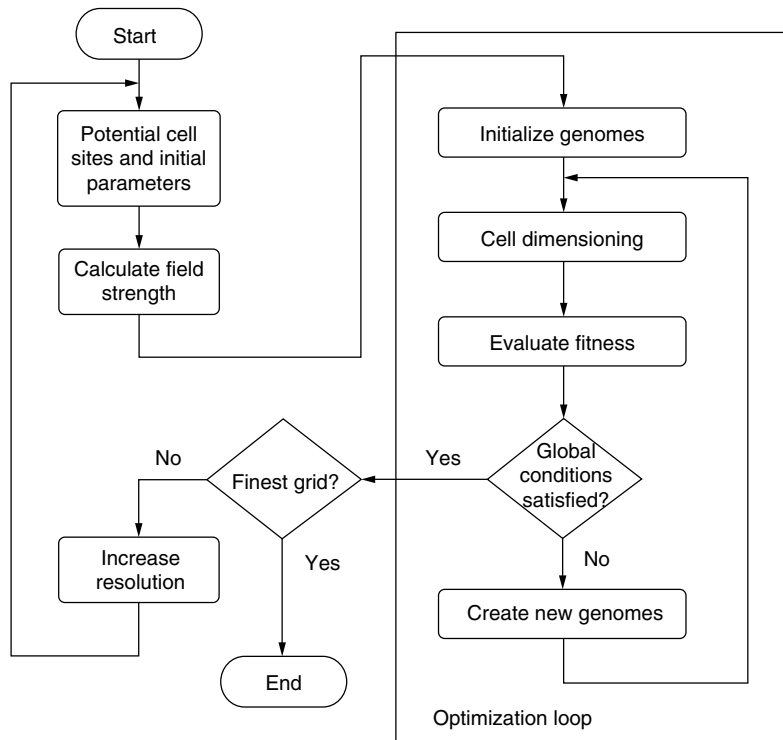 Start
Potential cell
sites and initial
parameters
Calculate field
strength
Initialize genomes
Cell dimensioning
Evaluate fitness
Global
conditions
satisfied?
Yes
No
Create new genomes
Finest grid?
No
Yes
Increase
resolution
End
Optimization loop